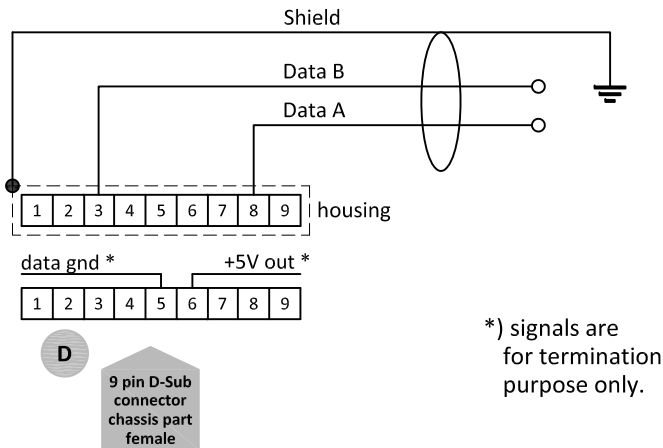 Shield
Data B
Data A
1 2 3 4 5 6 7 8 9 housing
data gnd * +5V out *
1 2 3 4 5 6 7 8 9
D
9 pin D-Sub
connector
chassis part
female
*) signals are
for termination
purpose only.